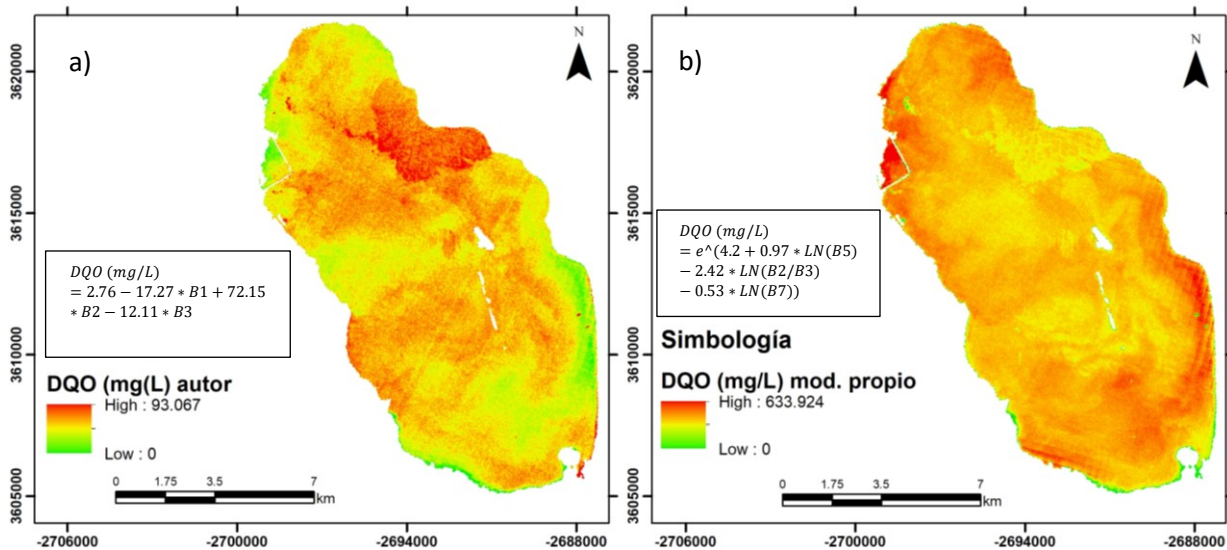 a)
N
3620000
3615000
3610000
3605000
DQO (mg/L)
= 2.76 − 17.27 * B1 + 72.15
* B2 − 12.11 * B3
DQO (mg(L) autor
High : 93.067
Low : 0
0 1.75 3.5 7
km
-2706000 -2700000 -2694000 -2688000
b)
N
3620000
3615000
3610000
3605000
DQO (mg/L)
= e^(4.2 + 0.97 * LN(B5)
− 2.42 * LN(B2/B3)
− 0.53 * LN(B7))
Simbología
DQO (mg/L) mod. propio
High : 633.924
Low : 0
0 1.75 3.5 7
km
-2706000 -2700000 -2694000 -2688000